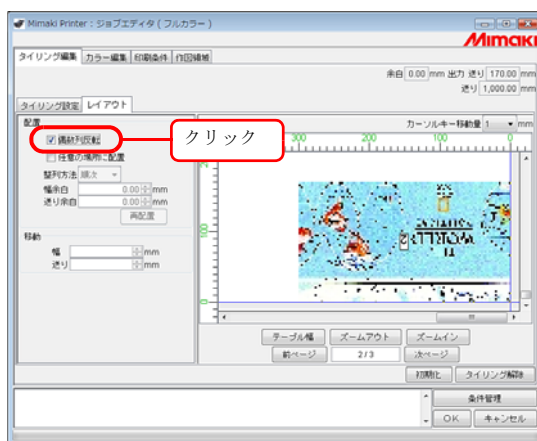 Mimaki Printer : ジョブエディタ ( フルカラー )
Mimaki
タイリング編集 カラー編集 印刷条件 作図領域
余白 0.00 mm 出力 送り 170.00 mm
送り 1,000.00 mm
タイリング設定 レイアウト
配置
カーソルキー移動量 1 mm
偶数列反転
クリック
300 200 100 0
任意の場所に配置
整列方法 順次
幅余白 0.00 mm
送り余白 0.00 mm
再配置
移動
幅 mm
送り mm
100
0
テーブル幅 ズームアウト ズームイン
前ページ 2/3 次ページ
初期化 タイリング解除
条件管理
OK キャンセル